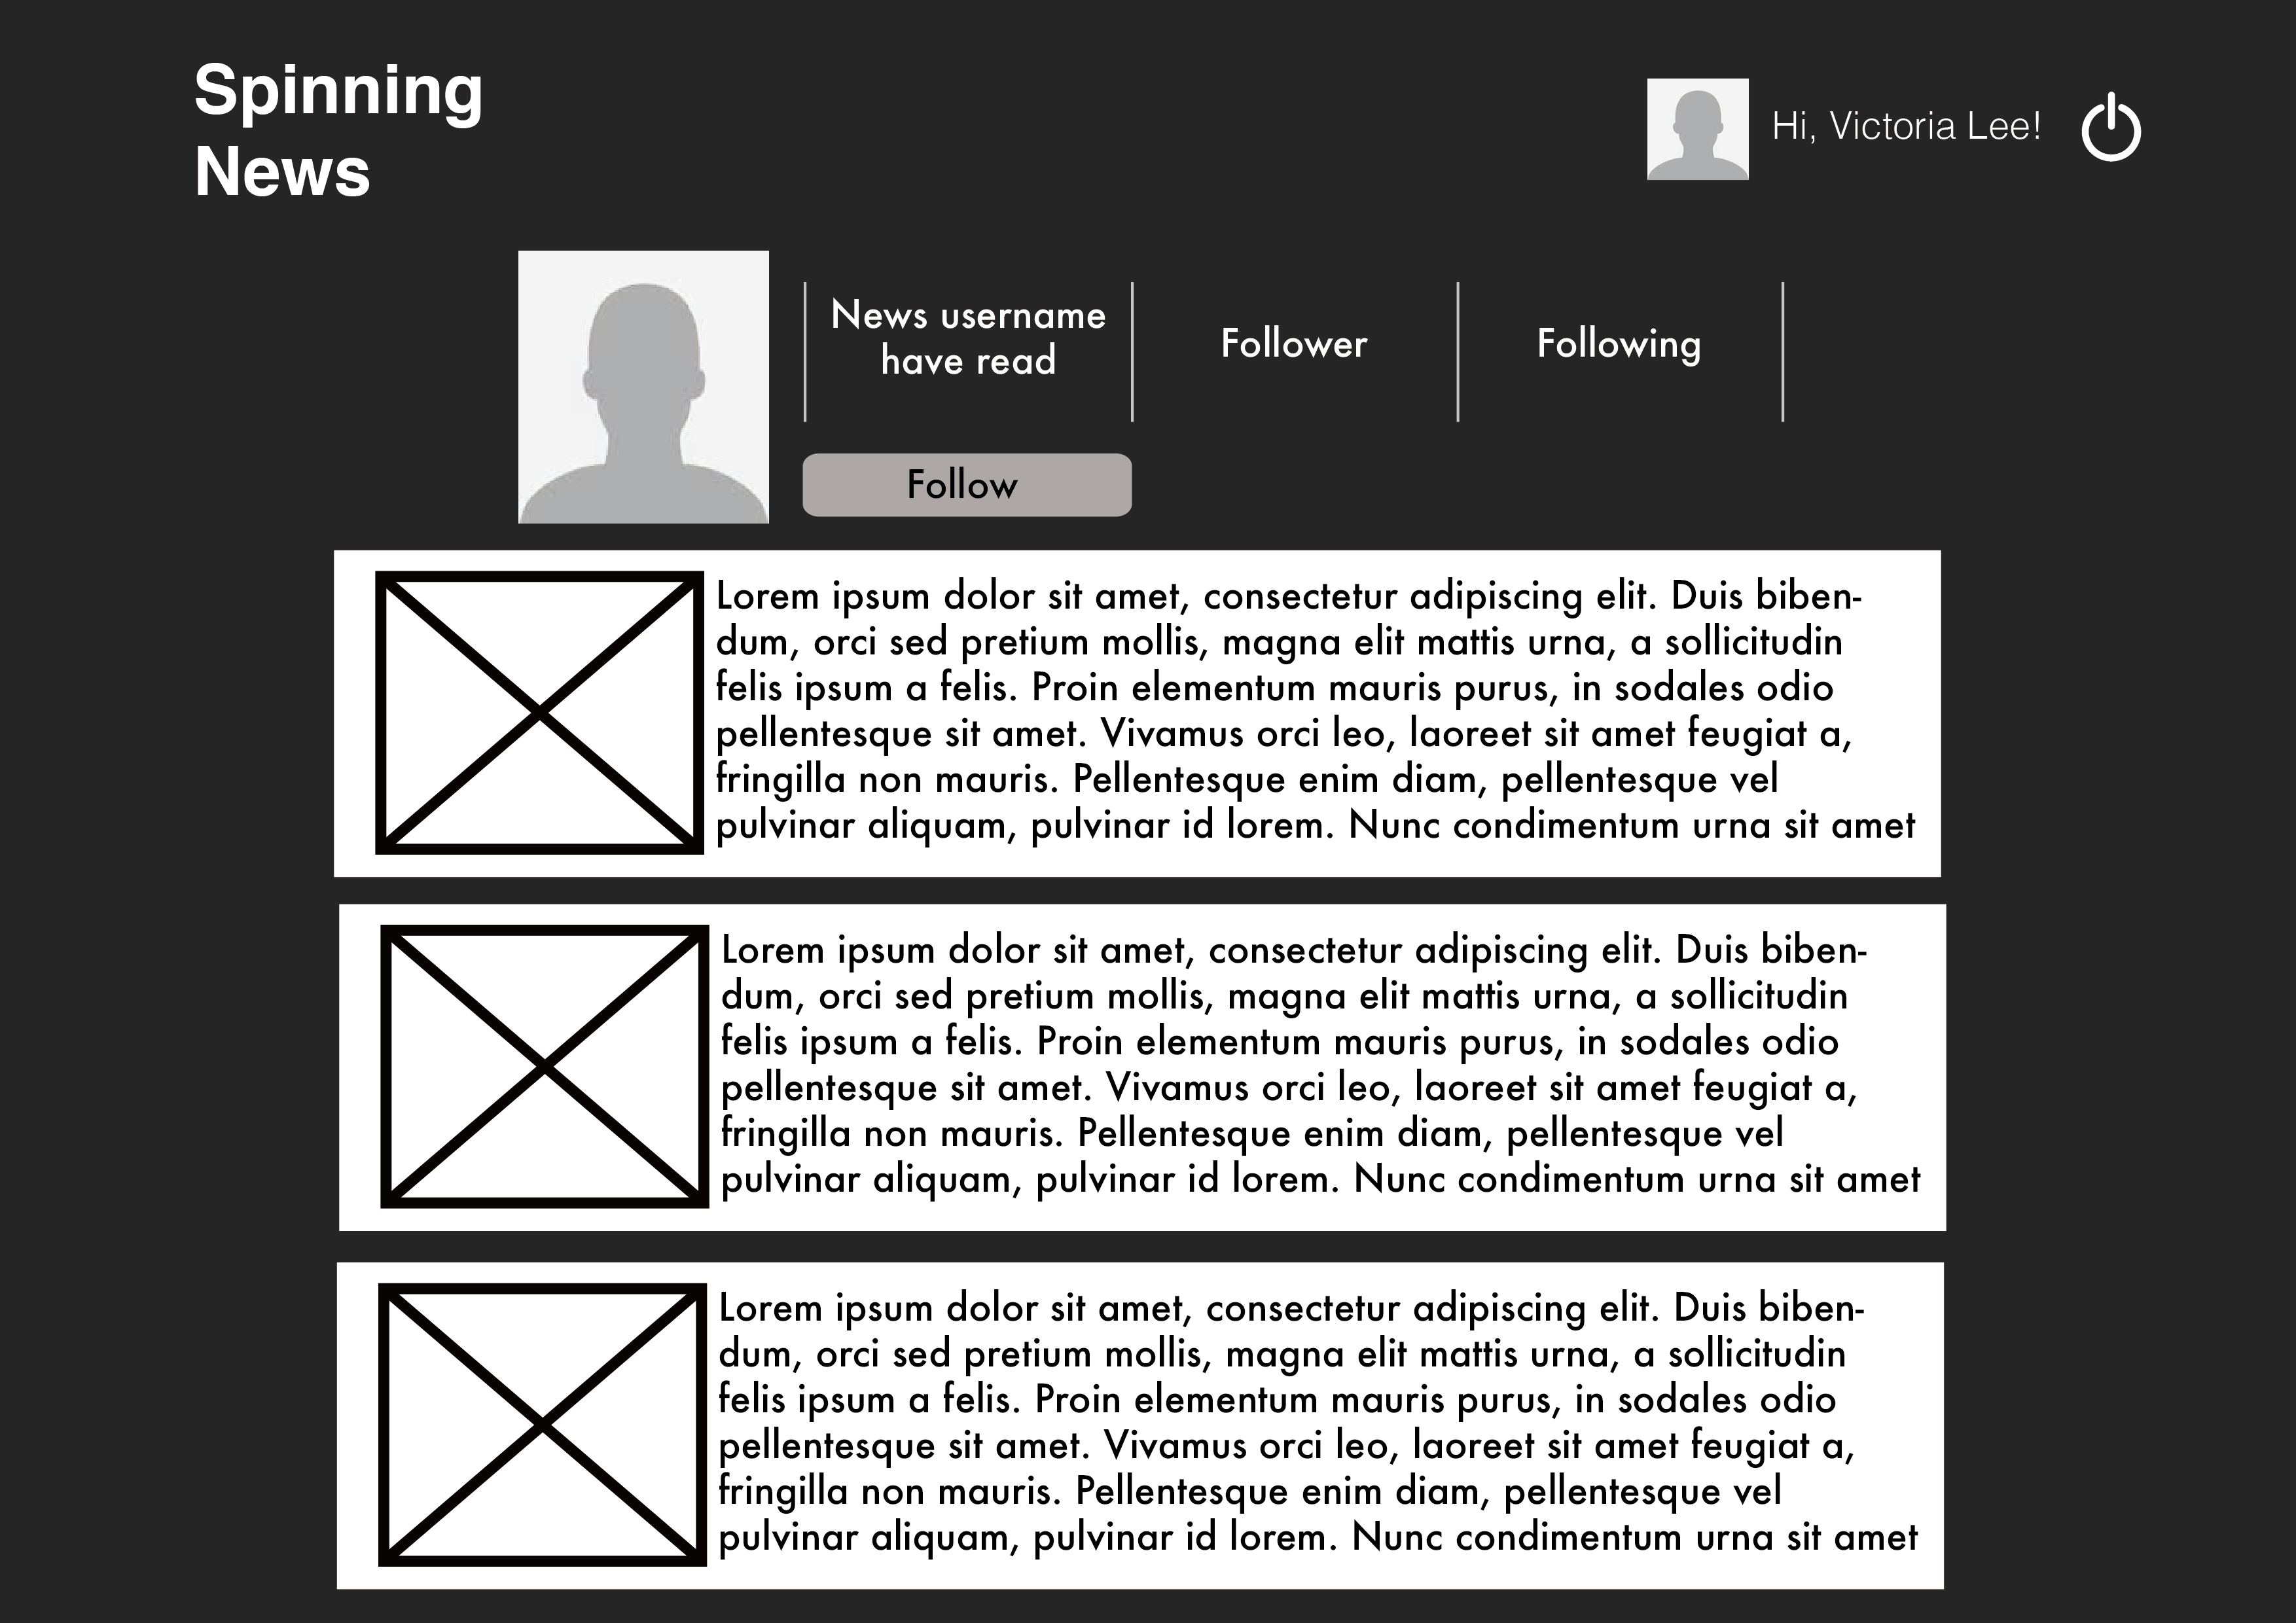 Spinning
News
Hi, Victoria Lee!
News username
have read
Follower
Following
Follow
Lorem ipsum dolor sit amet, consectetur adipiscing elit. Duis biben-
dum, orci sed pretium mollis, magna elit mattis urna, a sollicitudin
felis ipsum a felis. Proin elementum mauris purus, in sodales odio
pellentesque sit amet. Vivamus orci leo, laoreet sit amet feugiat a,
fringilla non mauris. Pellentesque enim diam, pellentesque vel
pulvinar aliquam, pulvinar id lorem. Nunc condimentum urna sit amet
Lorem ipsum dolor sit amet, consectetur adipiscing elit. Duis biben-
dum, orci sed pretium mollis, magna elit mattis urna, a sollicitudin
felis ipsum a felis. Proin elementum mauris purus, in sodales odio
pellentesque sit amet. Vivamus orci leo, laoreet sit amet feugiat a,
fringilla non mauris. Pellentesque enim diam, pellentesque vel
pulvinar aliquam, pulvinar id lorem. Nunc condimentum urna sit amet
Lorem ipsum dolor sit amet, consectetur adipiscing elit. Duis biben-
dum, orci sed pretium mollis, magna elit mattis urna, a sollicitudin
felis ipsum a felis. Proin elementum mauris purus, in sodales odio
pellentesque sit amet. Vivamus orci leo, laoreet sit amet feugiat a,
fringilla non mauris. Pellentesque enim diam, pellentesque vel
pulvinar aliquam, pulvinar id lorem. Nunc condimentum urna sit amet